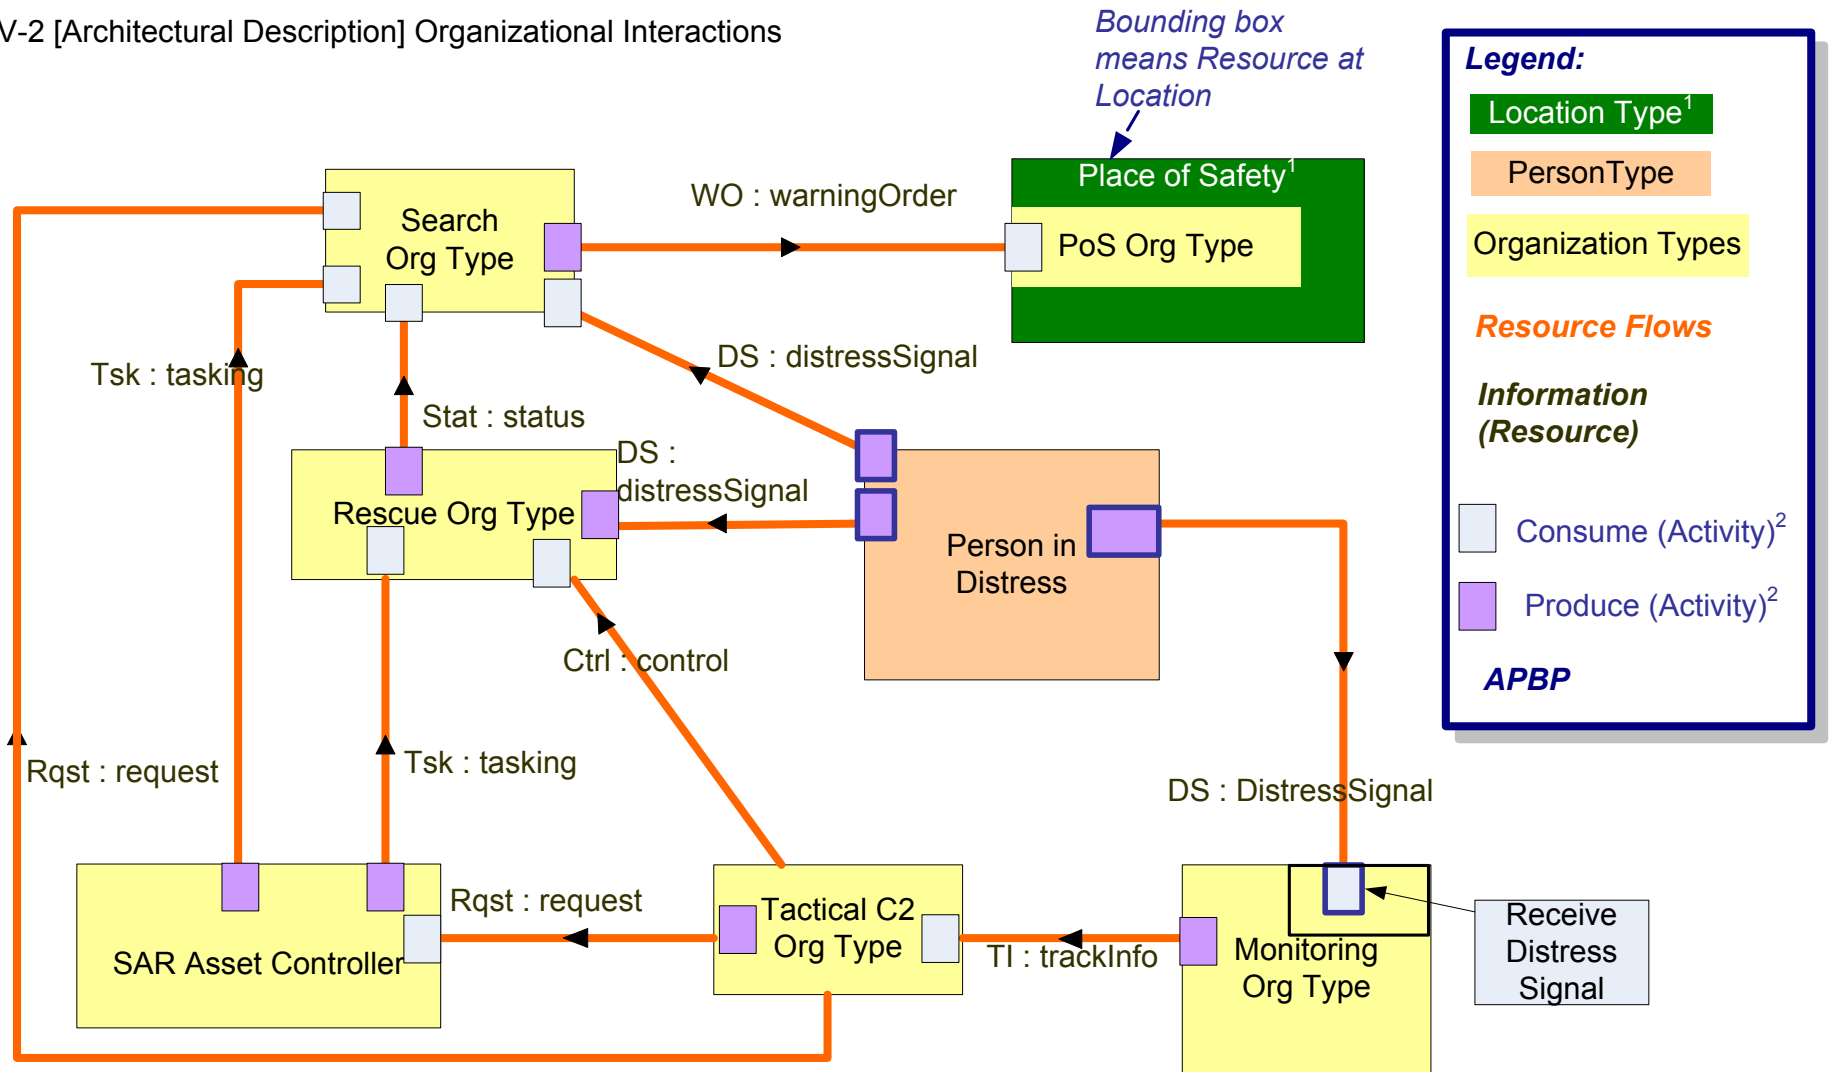 V-2 [Architectural Description] Organizational Interactions
Bounding box
means Resource at
Location
Legend:
Location Type1
PersonType
Organization Types
Resource Flows
Information
(Resource)
Consume (Activity)2
Produce (Activity)2
APBP
Place of Safety1
PoS Org Type
WO : warningOrder
Search
Org Type
DS : distressSignal
Tsk : tasking
Stat : status
DS :
distressSignal
Rescue Org Type
Person in
Distress
Ctrl : control
Rqst : request
Tsk : tasking
DS : DistressSignal
Rqst : request
Tactical C2
Org Type
SAR Asset Controller
TI : trackInfo
Monitoring
Org Type
Receive
Distress
Signal